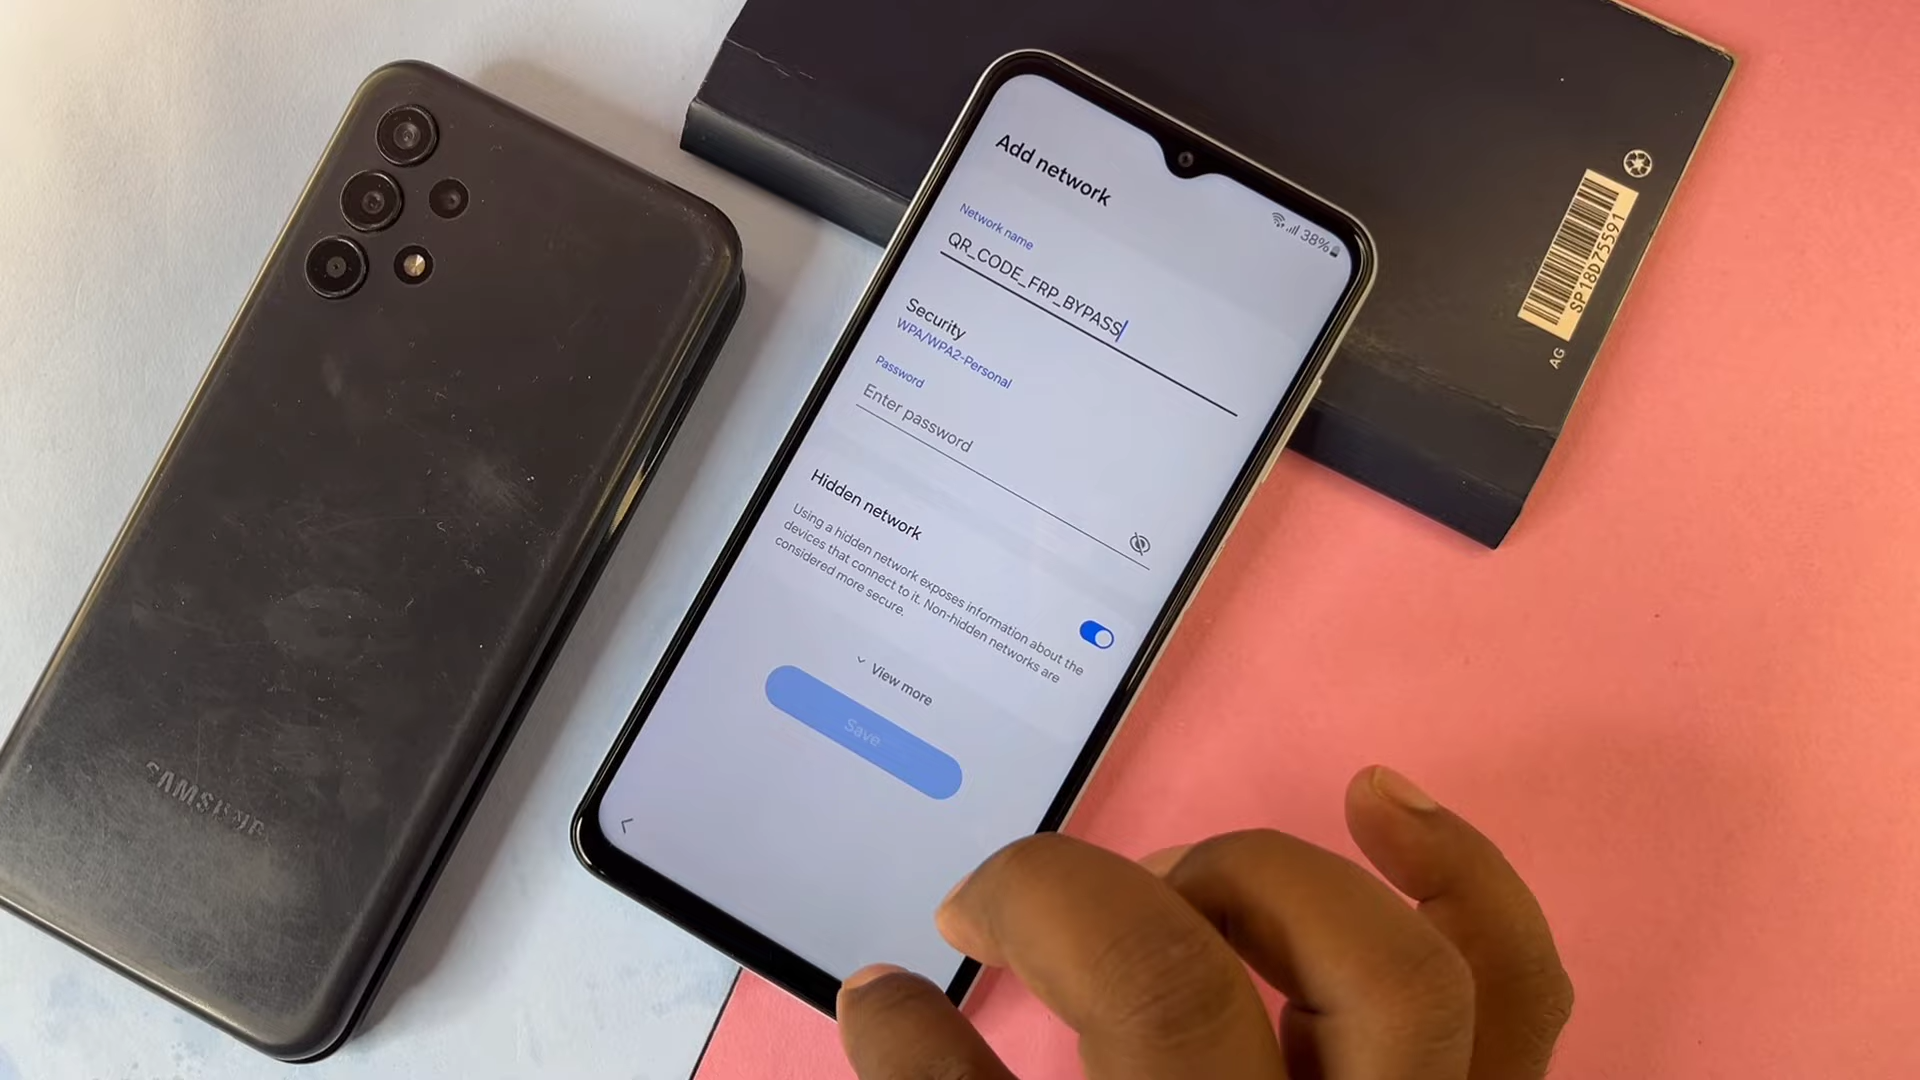 38%
Add network
Network name
QR_CODE_FRP_BYPASS
Security
WPA/WPA2-Personal
Password
Enter password
Hidden network
Using a hidden network exposes information about the
devices that connect to it. Non-hidden networks are
considered more secure.
View more
Save
SAMSUNG
SP18D75591
AG